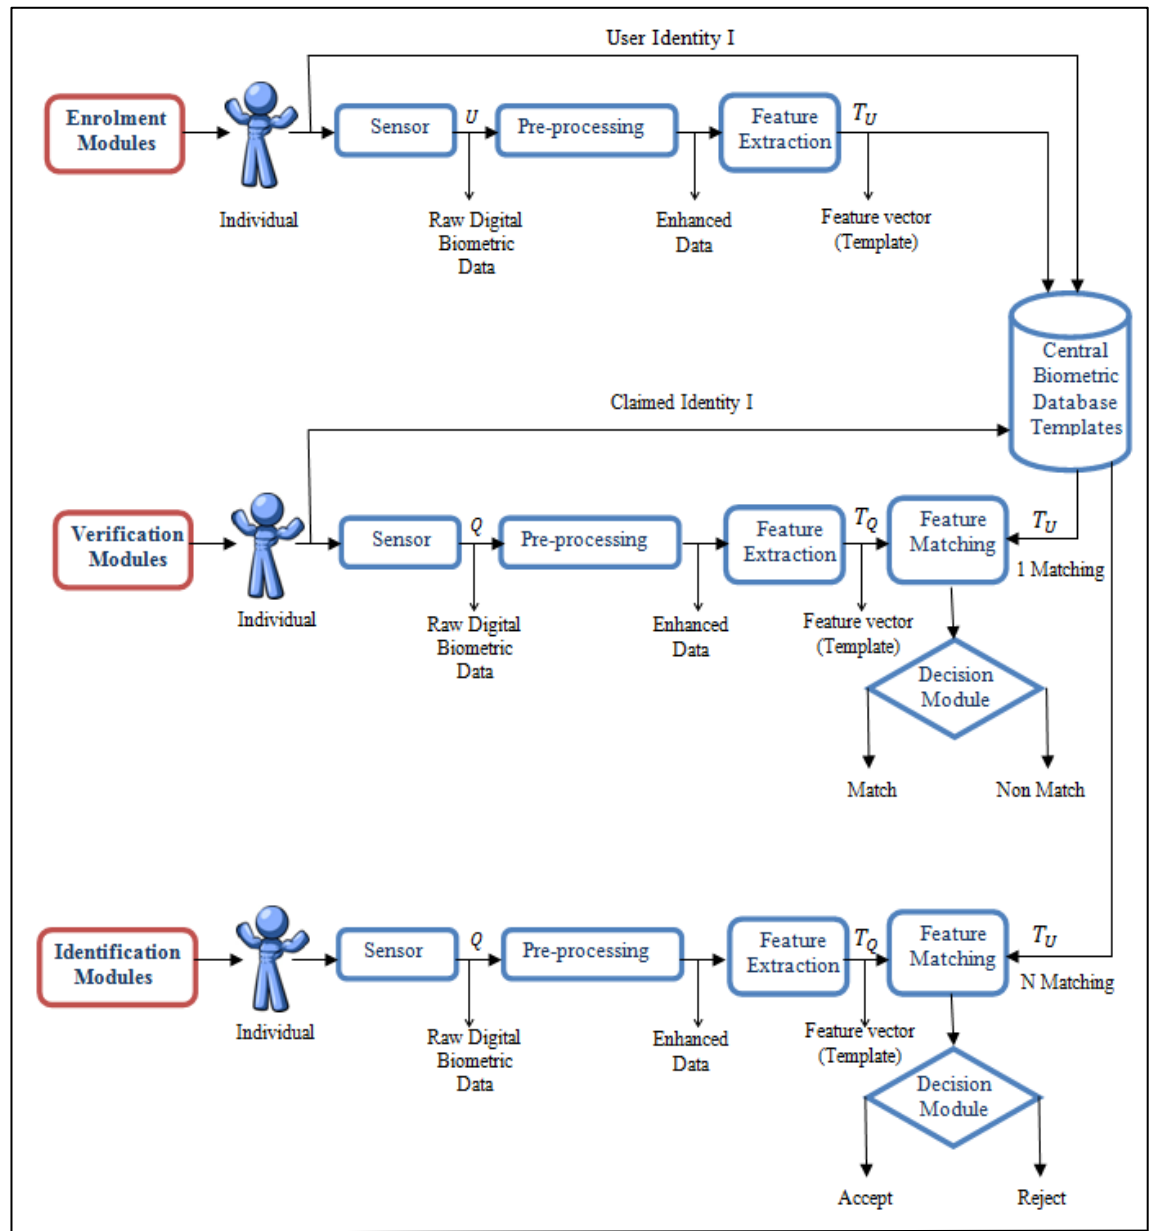 User Identity I
Enrolment
Modules
Individual
Sensor
U
Raw Digital
Biometric
Data
Pre-processing
Enhanced
Data
Feature
Extraction
T_U
Feature vector
(Template)
Central
Biometric
Database
Templates
Claimed Identity I
Verification
Modules
Individual
Sensor
Q
Raw Digital
Biometric
Data
Pre-processing
Enhanced
Data
Feature
Extraction
T_Q
Feature vector
(Template)
Feature
Matching
T_U
1 Matching
Decision
Module
Match
Non Match
Identification
Modules
Individual
Sensor
Q
Raw Digital
Biometric
Data
Pre-processing
Enhanced
Data
Feature
Extraction
T_Q
Feature vector
(Template)
Feature
Matching
T_U
N Matching
Decision
Module
Accept
Reject